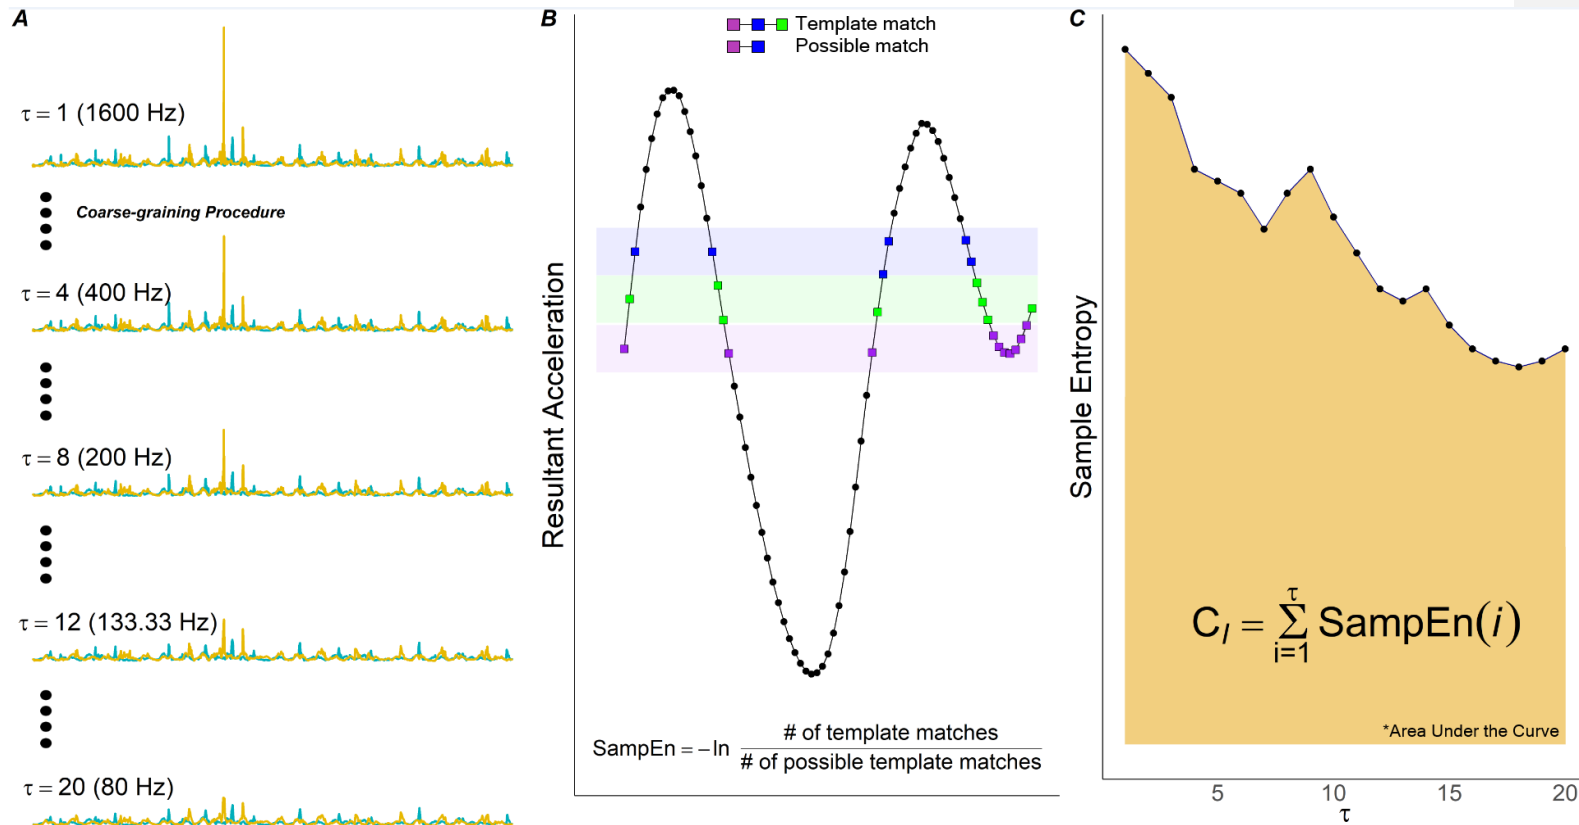 A
τ = 1 (1600 Hz)
Coarse-graining Procedure
τ = 4 (400 Hz)
τ = 8 (200 Hz)
τ = 12 (133.33 Hz)
τ = 20 (80 Hz)
B
Template match
Possible match
Resultant Acceleration
SampEn = −ln # of template matches / # of possible template matches
C
Sample Entropy
C_I = ∑_{i=1}^{τ} SampEn(i)
*Area Under the Curve
5 10 15 20
τ